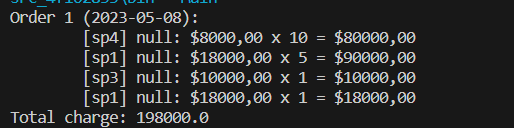 Order 1 (2023-05-08):
[sp4] null: $8000,00 x 10 = $80000,00
[sp1] null: $18000,00 x 5 = $90000,00
[sp3] null: $10000,00 x 1 = $10000,00
[sp1] null: $18000,00 x 1 = $18000,00
Total charge: 198000.0